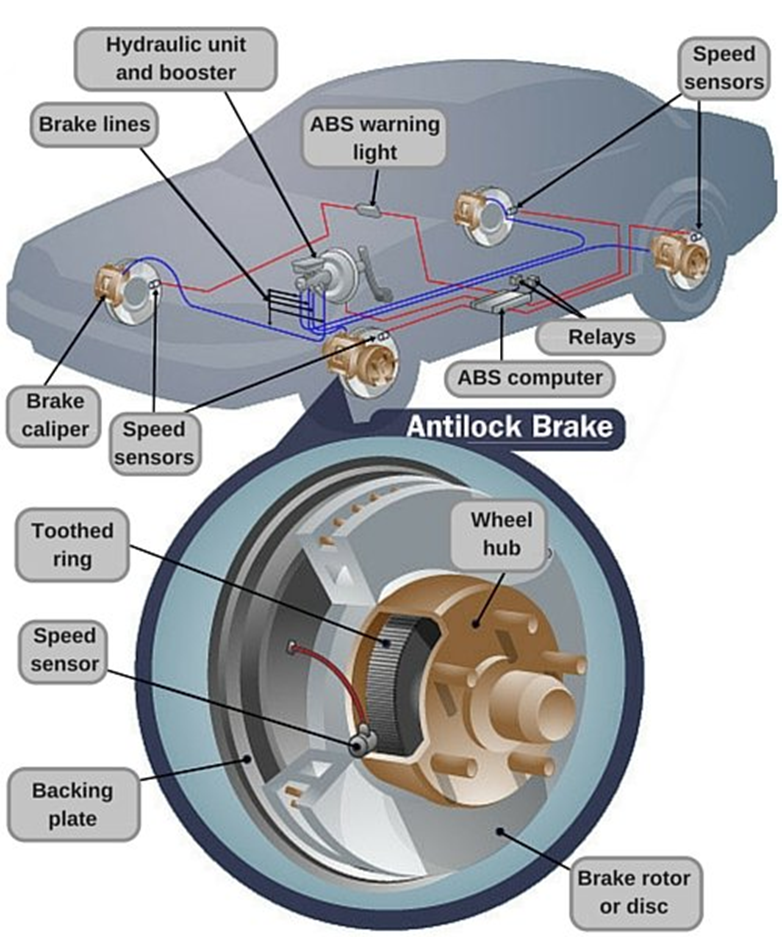 Hydraulic unit
and booster
Speed
sensors
Brake lines
ABS warning
light
Relays
ABS computer
Brake
caliper
Speed
sensors
Antilock Brake
Toothed
ring
Wheel
hub
Speed
sensor
Backing
plate
Brake rotor
or disc